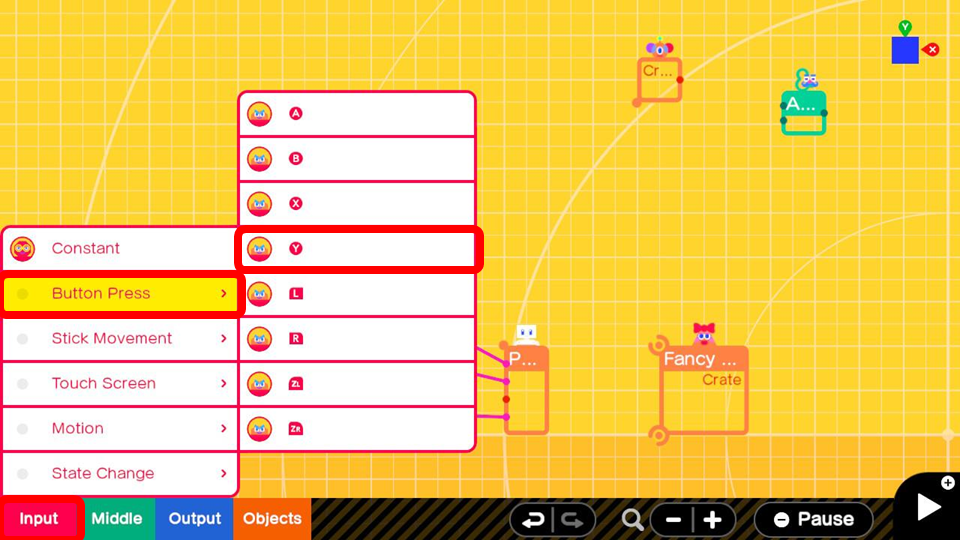 Y
X
Cr...
A...
A
B
X
Constant
Y
Button Press >
L
Stick Movement >
R
P...
Fancy ...
Crate
Touch Screen >
ZL
Motion >
ZR
State Change >
Input
Middle
Output
Objects
Pause